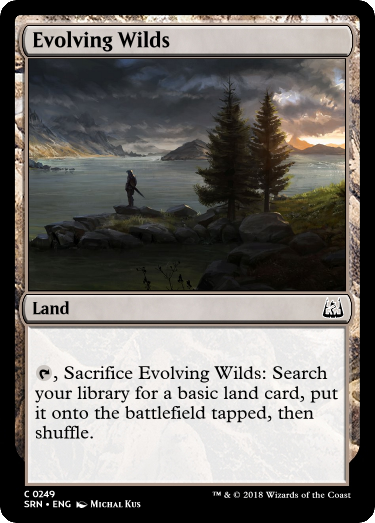 Evolving Wilds
Land
, Sacrifice Evolving Wilds: Search
your library for a basic land card, put
it onto the battlefield tapped, then
shuffle.
C 0249
SRN • ENG Michal Kus
™ & © 2018 Wizards of the Coast